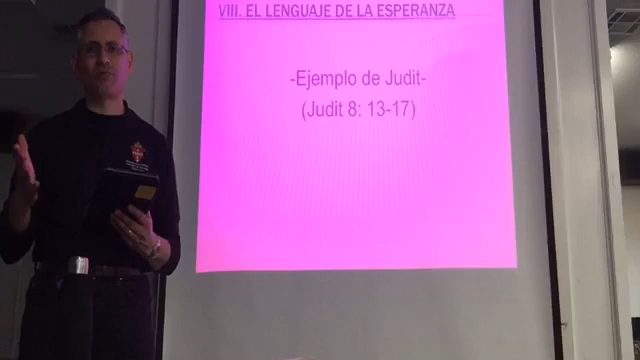 VIII. EL LENGUAJE DE LA ESPERANZA
-Ejemplo de Judit-
(Judit 8: 13-17)